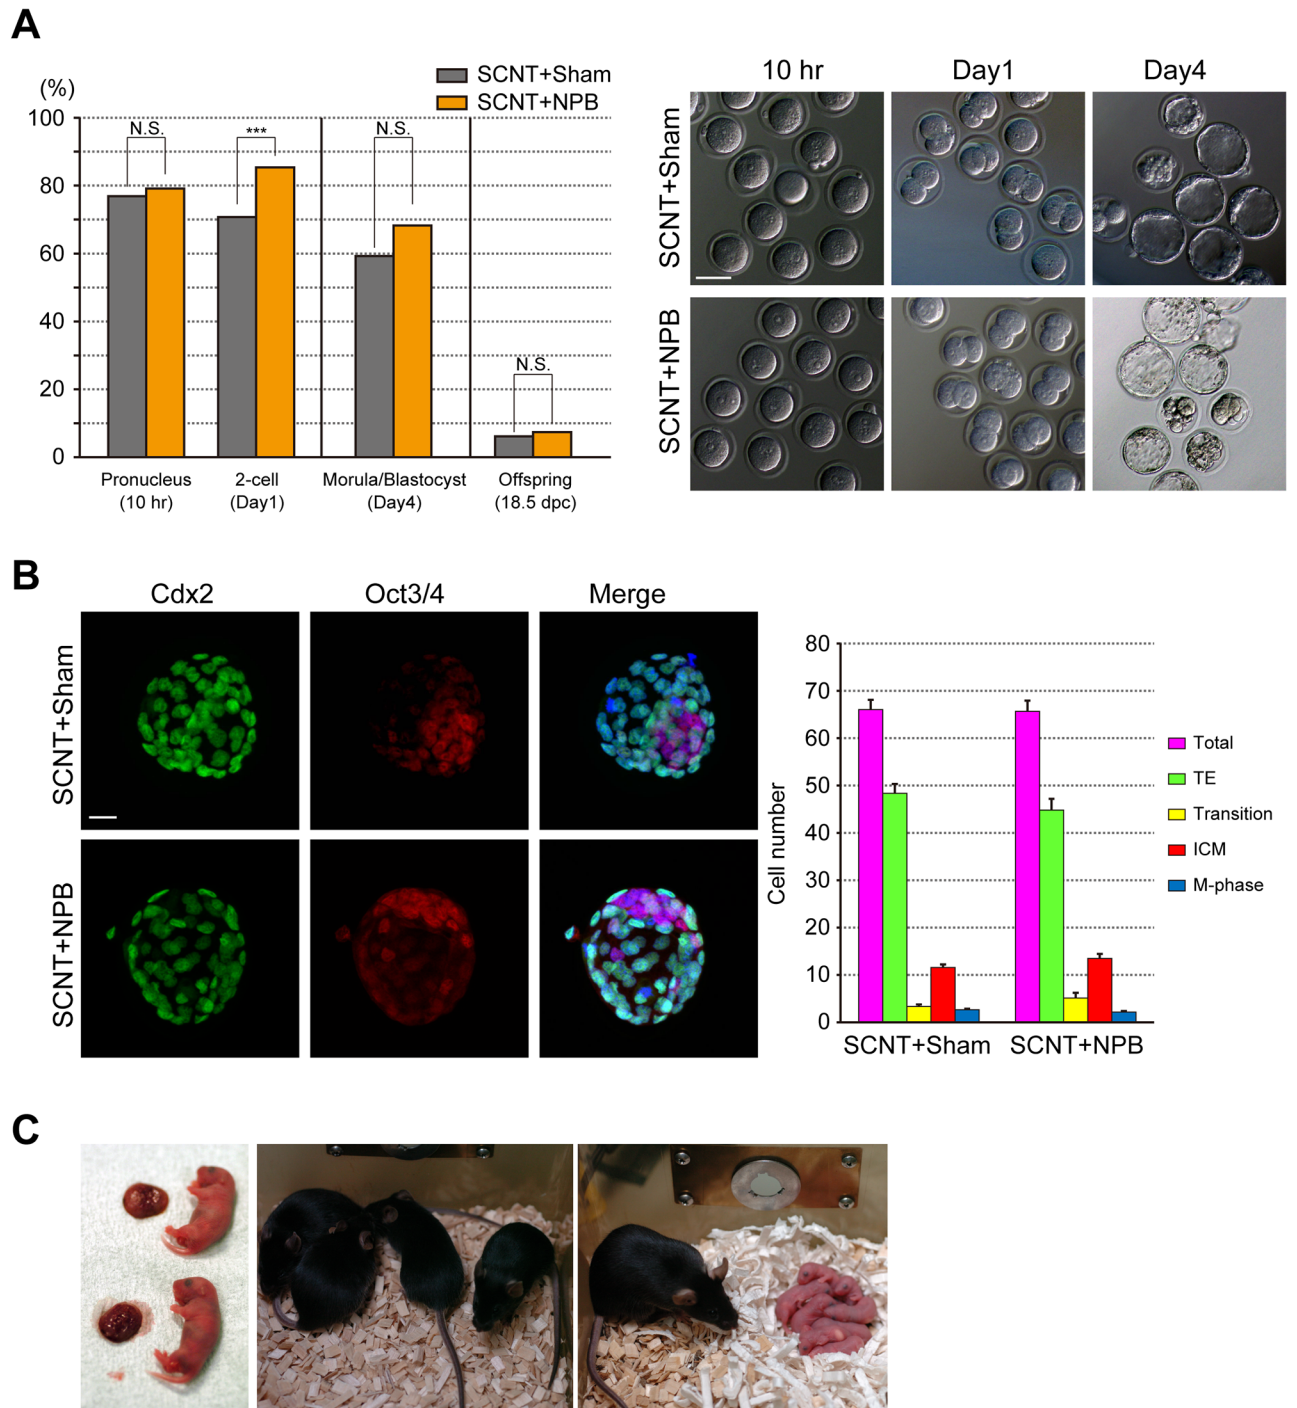 A
(%)
SCNT+Sham
SCNT+NPB
100
80
60
40
20
0
N.S.
***
N.S.
N.S.
Pronucleus
(10 hr)
2-cell
(Day1)
Morula/Blastocyst
(Day4)
Offspring
(18.5 dpc)
10 hr
Day1
Day4
SCNT+Sham
SCNT+NPB
B
Cdx2
Oct3/4
Merge
SCNT+Sham
SCNT+NPB
Cell number
80
70
60
50
40
30
20
10
0
SCNT+Sham
SCNT+NPB
Total
TE
Transition
ICM
M-phase
C